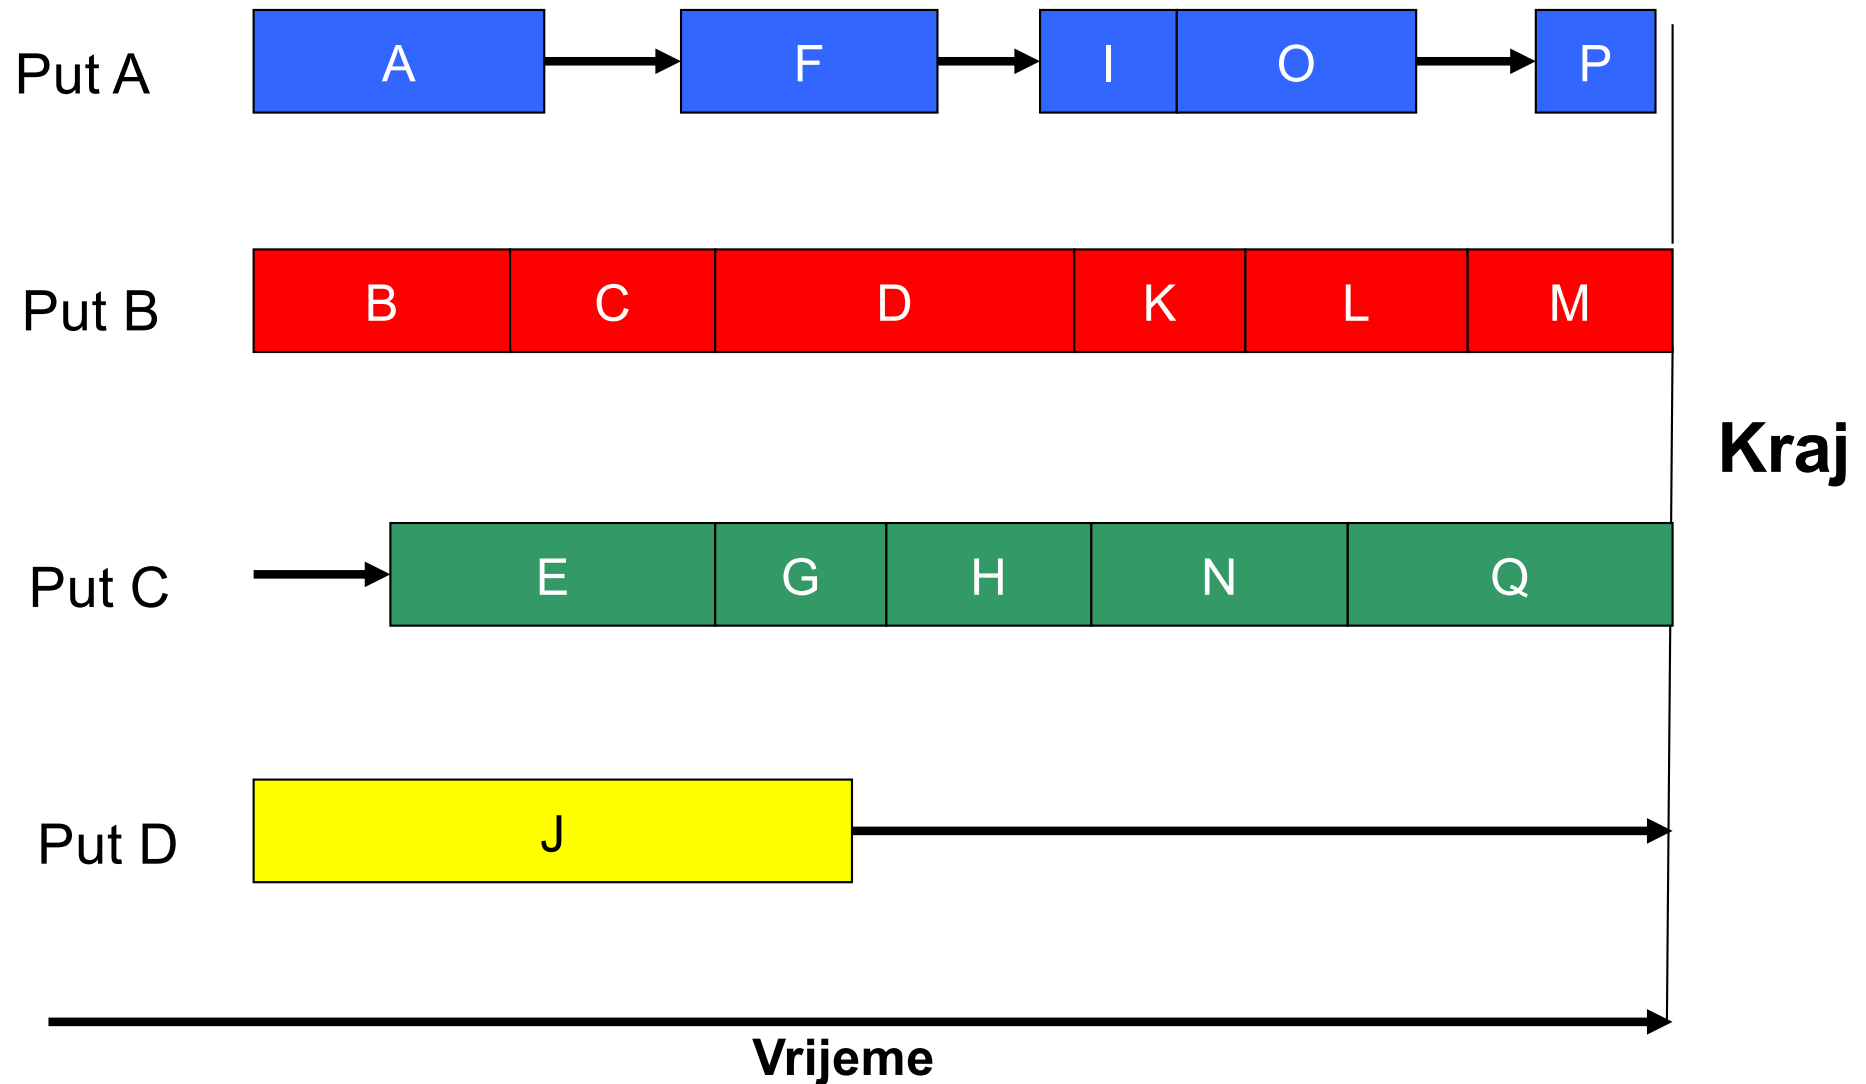 Put A A F I O P
Put B B C D K L M
Kraj
Put C E G H N Q
Put D J
Vrijeme